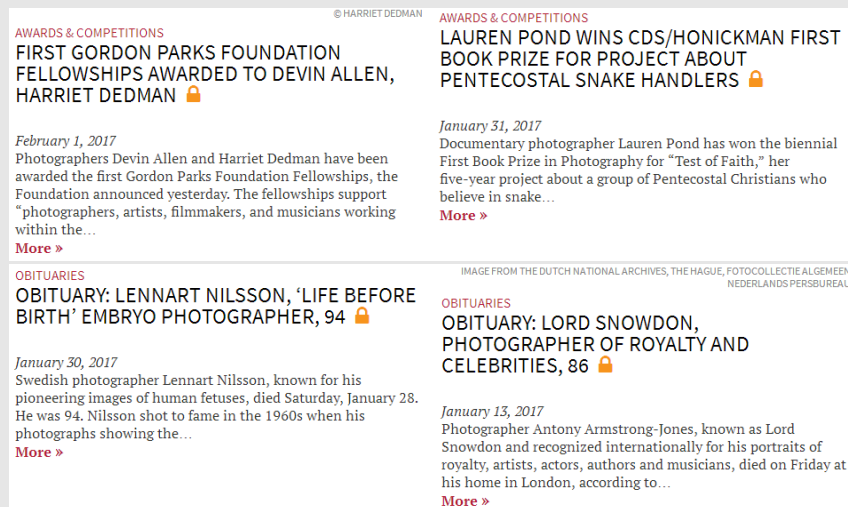 © HARRIET DEDMAN
AWARDS & COMPETITIONS
FIRST GORDON PARKS FOUNDATION
FELLOWSHIPS AWARDED TO DEVIN ALLEN,
HARRIET DEDMAN
February 1, 2017
Photographers Devin Allen and Harriet Dedman have been
awarded the first Gordon Parks Foundation Fellowships, the
Foundation announced yesterday. The fellowships support
“photographers, artists, filmmakers, and musicians working
within the…
More »
AWARDS & COMPETITIONS
LAUREN POND WINS CDS/HONICKMAN FIRST
BOOK PRIZE FOR PROJECT ABOUT
PENTECOSTAL SNAKE HANDLERS
January 31, 2017
Documentary photographer Lauren Pond has won the biennial
First Book Prize in Photography for “Test of Faith,” her
five-year project about a group of Pentecostal Christians who
believe in snake…
More »
OBITUARIES
OBITUARY: LENNART NILSSON, ‘LIFE BEFORE
BIRTH’ EMBRYO PHOTOGRAPHER, 94
January 30, 2017
Swedish photographer Lennart Nilsson, known for his
pioneering images of human fetuses, died Saturday, January 28.
He was 94. Nilsson shot to fame in the 1960s when his
photographs showing the…
More »
IMAGE FROM THE DUTCH NATIONAL ARCHIVES, THE HAGUE, FOTOCOLLECTIE ALGEMEEN
NEDERLANDS PERSBUREAU
OBITUARIES
OBITUARY: LORD SNOWDON,
PHOTOGRAPHER OF ROYALTY AND
CELEBRITIES, 86
January 13, 2017
Photographer Antony Armstrong-Jones, known as Lord
Snowdon and recognized internationally for his portraits of
royalty, artists, actors, authors and musicians, died on Friday at
his home in London, according to…
More »